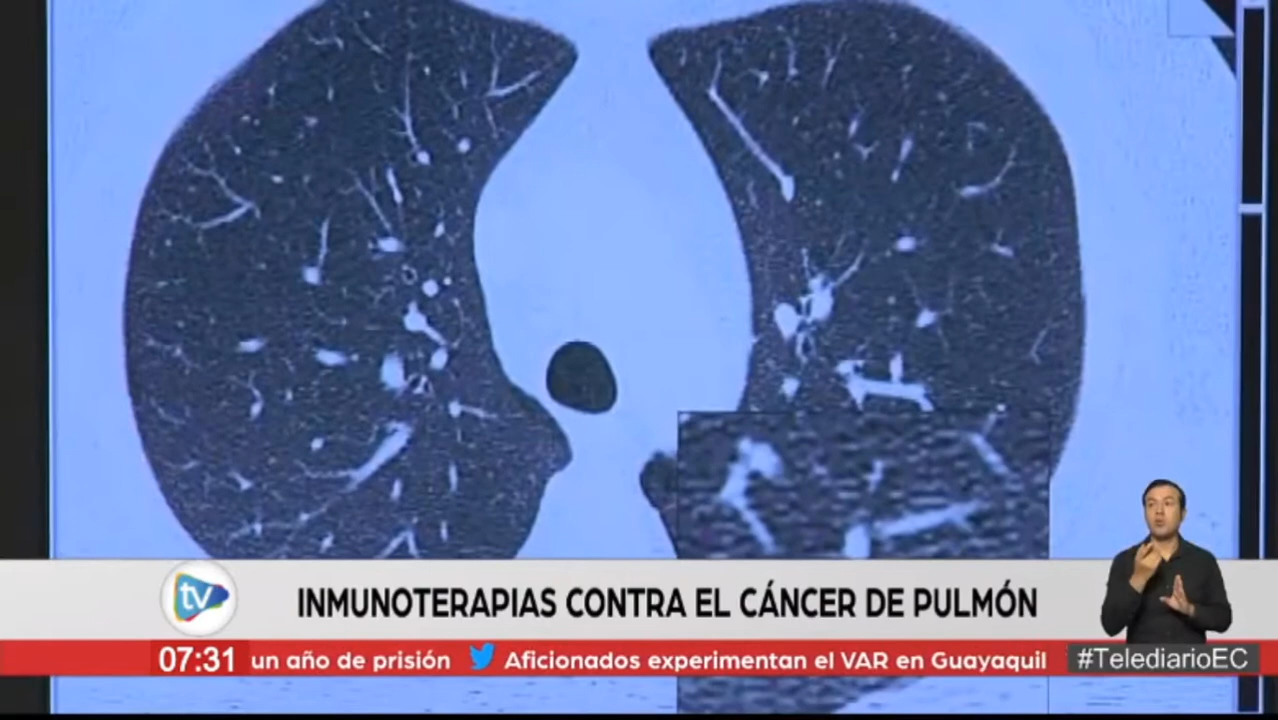 tv
INMUNOTERAPIAS CONTRA EL CÁNCER DE PULMÓN
07:31 un año de prisión Aficionados experimentan el VAR en Guayaquil #TelediarioEC